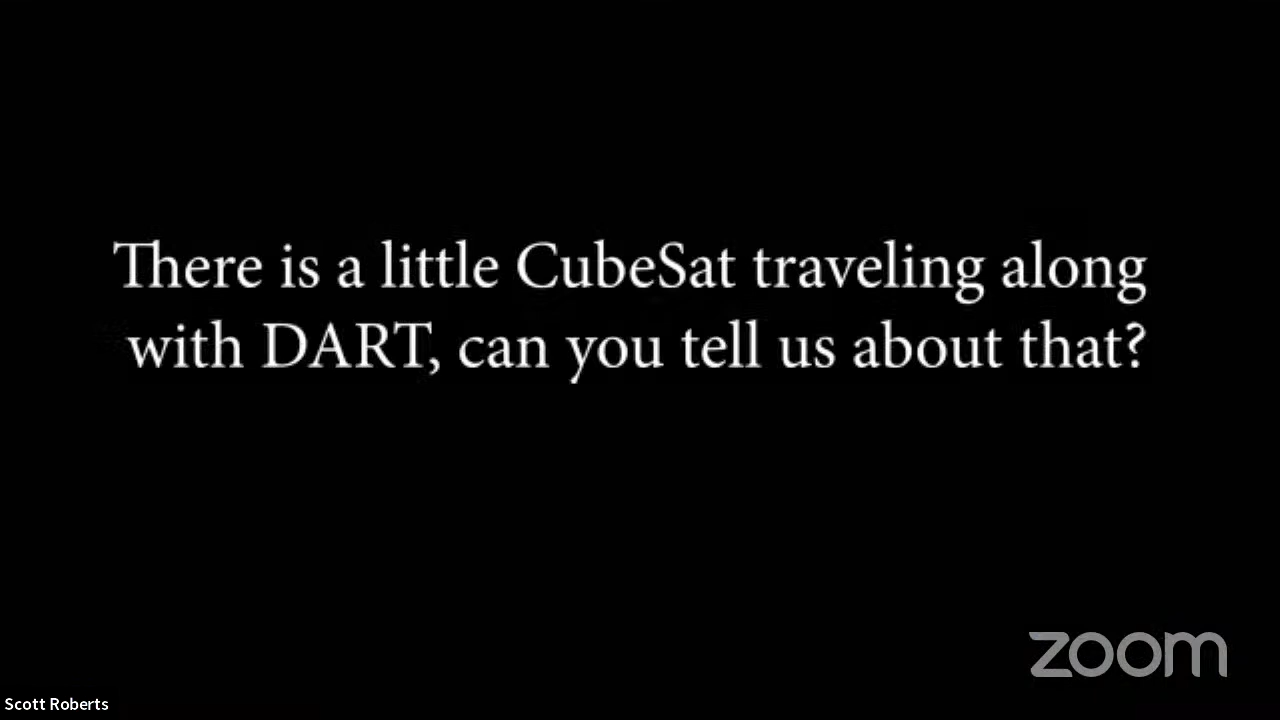 There is a little CubeSat traveling along
with DART, can you tell us about that?
zoom
Scott Roberts